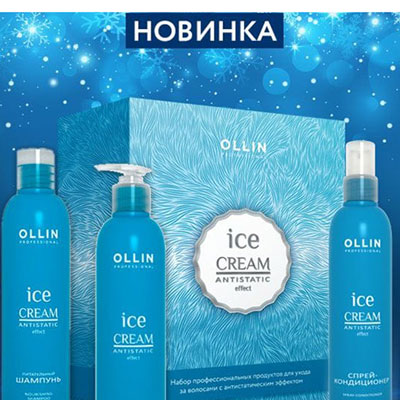 НОВИНКА
OLLIN
ice
CREAM
ANTISTATIC
effect
Набор профессиональных продуктов для ухода
за волосами с антистатическим эффектом
OLLIN
PROFESSIONAL
ice
CREAM
ANTISTATIC
effect
ПИТАТЕЛЬНЫЙ
ШАМПУНЬ
OLLIN
PROFESSIONAL
ice
CREAM
ANTISTATIC
effect
OLLIN
PROFESSIONAL
ice
CREAM
ANTISTATIC
effect
СПРЕЙ-
КОНДИЦИОНЕР